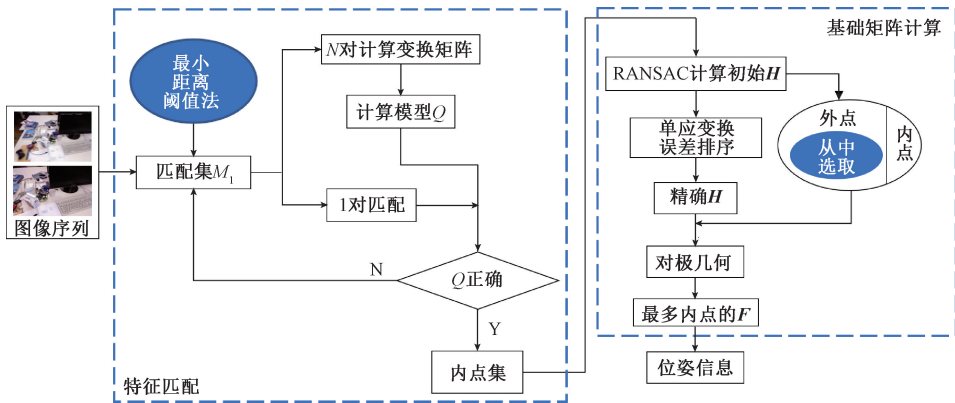 最小
距离
阈值法
N对计算变换矩阵
计算模型Q
匹配集M₁
1对匹配
图像序列
N
Q正确
Y
内点集
特征匹配
基础矩阵计算
RANSAC计算初始H
外点
内点
从中
选取
单应变换
误差排序
精确H
对极几何
最多内点的F
位姿信息